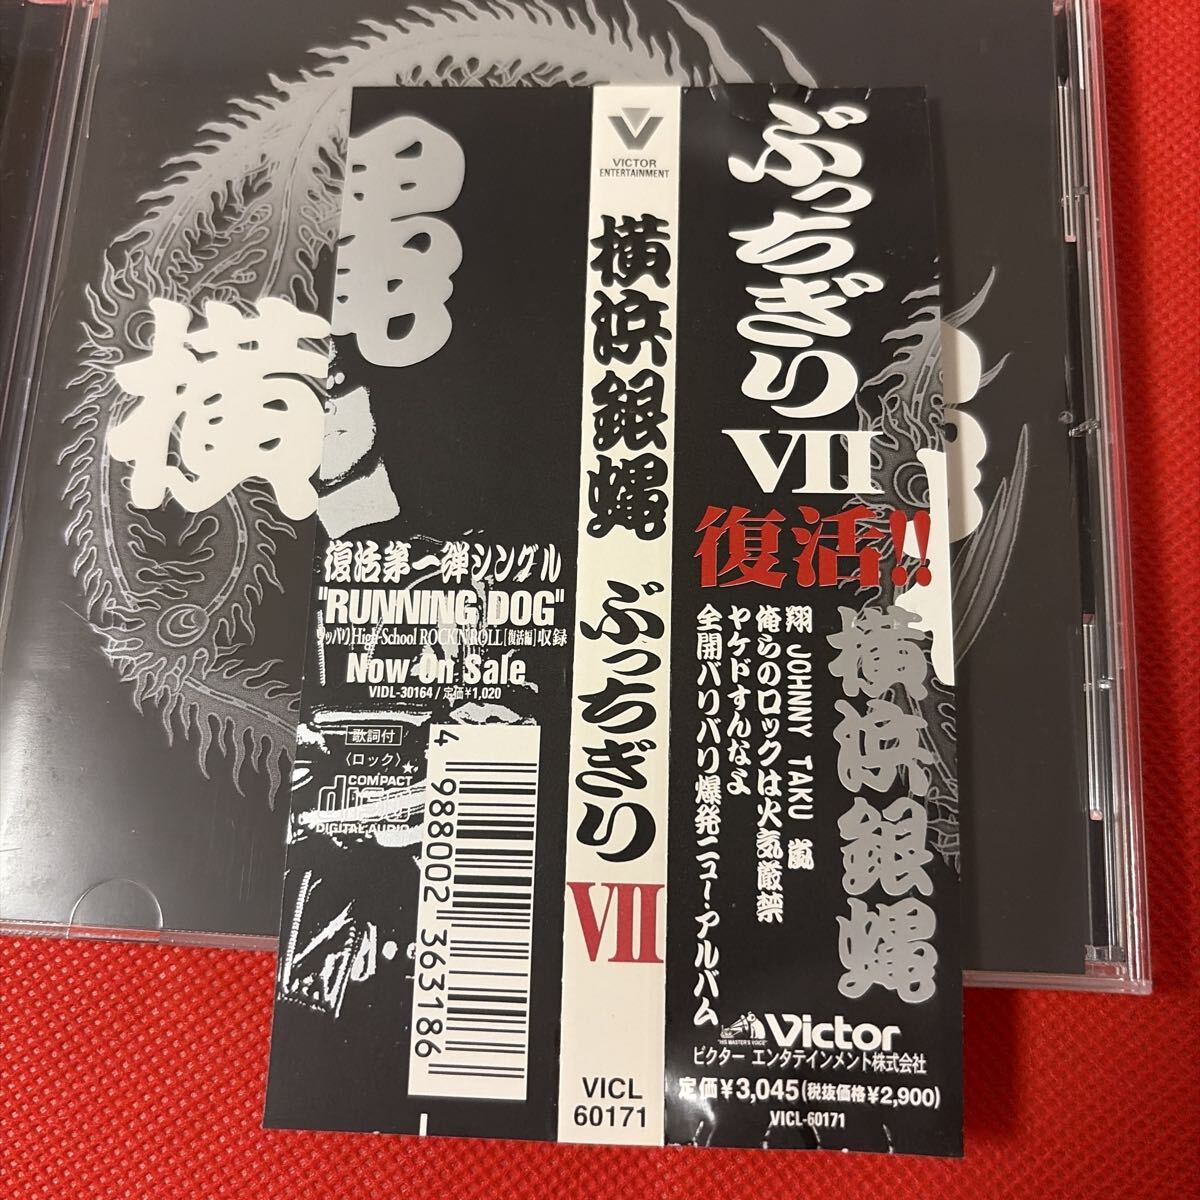 ぶっちぎり
VII
復活!!
横浜銀蝿
翔 JOHNNY TAKU 嵐
俺らのロックは火気厳禁
ヤケドすんなよ
全開バリバリ爆発ニュー・アルバム
"HIS MASTER'S VOICE"
Victor
ビクター エンタテインメント株式会社
定価¥3,045(税抜価格¥2,900)
VICL-60171
VICTOR
ENTERTAINMENT
横浜銀蝿 ぶっちぎり VII
VICL
60171
復活第一弾シングル
"RUNNING DOG"
ツッパリHigh-School ROCK'N ROLL [復活編] 収録
Now On Sale
VIDL-30164/定価¥1,020
歌詞付
〈ロック〉
COMPACT
disc
DIGITAL AUDIO
4 988002 363186
横